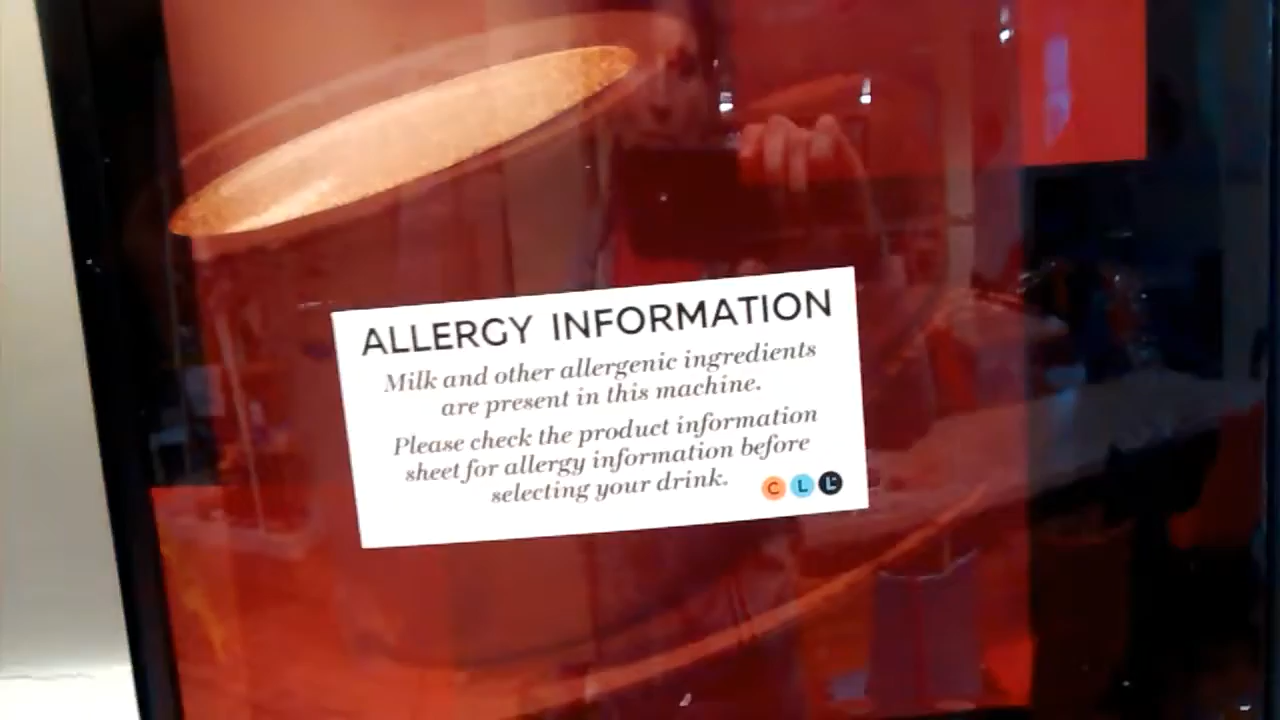 ALLERGY INFORMATION
Milk and other allergenic ingredients
are present in this machine.
Please check the product information
sheet for allergy information before
selecting your drink.
C L L